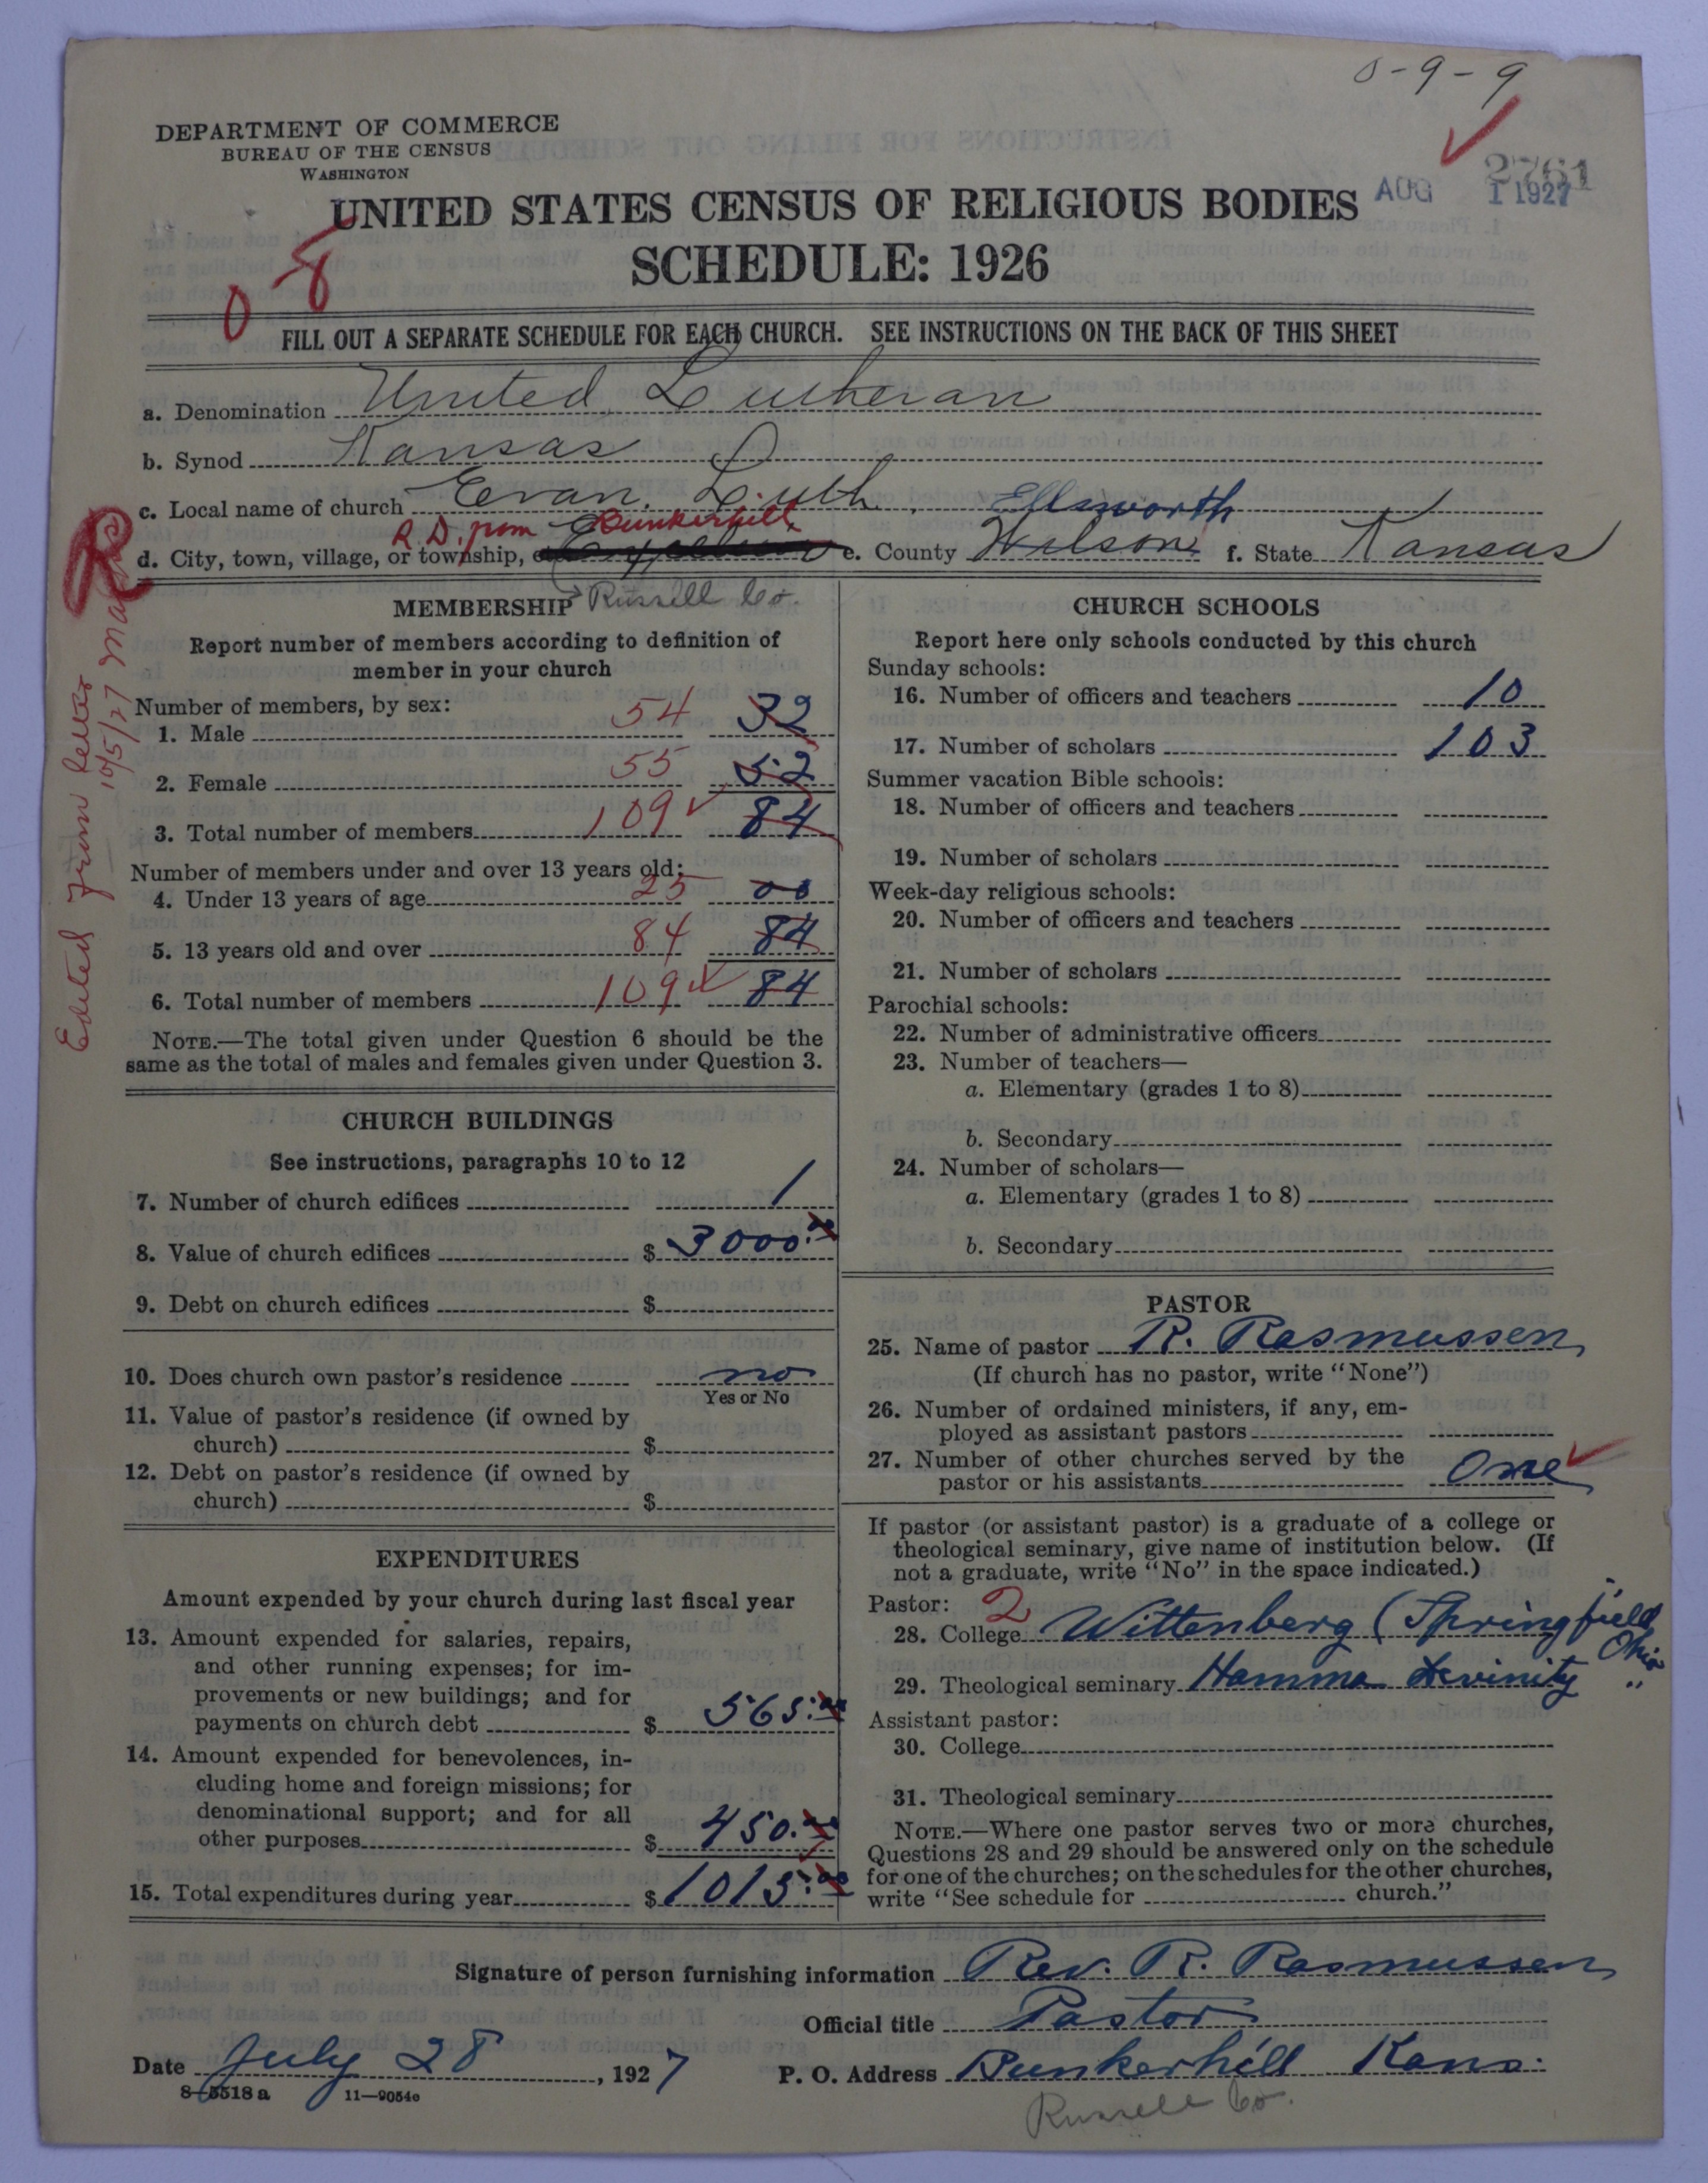 0-9-9
DEPARTMENT OF COMMERCE
BUREAU OF THE CENSUS
WASHINGTON
2761
AUG 1 1927
UNITED STATES CENSUS OF RELIGIOUS BODIES
SCHEDULE: 1926
0 8
FILL OUT A SEPARATE SCHEDULE FOR EACH CHURCH. SEE INSTRUCTIONS ON THE BACK OF THIS SHEET
a. Denomination United Lutheran
b. Synod Kansas
c. Local name of church Evan. Luth.
Ellsworth
R.D. from Bunkerhill
d. City, town, village, or township, e. County Wilson f. State Kansas
Russell Co.
R
Edited from letter 10/5/27
MEMBERSHIP
Report number of members according to definition of
member in your church
Number of members, by sex:
1. Male 54 32
2. Female 55 52
3. Total number of members 109 ✓ 84
Number of members under and over 13 years old:
4. Under 13 years of age 25 00
5. 13 years old and over 84 84
6. Total number of members 109 ✓ 84
NOTE.—The total given under Question 6 should be the
same as the total of males and females given under Question 3.
CHURCH BUILDINGS
See instructions, paragraphs 10 to 12
7. Number of church edifices 1
8. Value of church edifices $ 3000.00
9. Debt on church edifices $
10. Does church own pastor's residence no
Yes or No
11. Value of pastor's residence (if owned by
church) $
12. Debt on pastor's residence (if owned by
church) $
EXPENDITURES
Amount expended by your church during last fiscal year
13. Amount expended for salaries, repairs,
and other running expenses; for im-
provements or new buildings; and for
payments on church debt $ 565.00
14. Amount expended for benevolences, in-
cluding home and foreign missions; for
denominational support; and for all
other purposes $ 450.00
15. Total expenditures during year $ 1015.00
CHURCH SCHOOLS
Report here only schools conducted by this church
Sunday schools:
16. Number of officers and teachers 10
17. Number of scholars 103
Summer vacation Bible schools:
18. Number of officers and teachers
19. Number of scholars
Week-day religious schools:
20. Number of officers and teachers
21. Number of scholars
Parochial schools:
22. Number of administrative officers
23. Number of teachers—
a. Elementary (grades 1 to 8)
b. Secondary
24. Number of scholars—
a. Elementary (grades 1 to 8)
b. Secondary
PASTOR
25. Name of pastor R. Rasmussen
(If church has no pastor, write "None")
26. Number of ordained ministers, if any, em-
ployed as assistant pastors
27. Number of other churches served by the
pastor or his assistants One ✓
If pastor (or assistant pastor) is a graduate of a college or
theological seminary, give name of institution below. (If
not a graduate, write "No" in the space indicated.)
Pastor: 2
28. College Wittenberg (Springfield
Ohio
29. Theological seminary Hamma Divinity "
Assistant pastor:
30. College
31. Theological seminary
NOTE.—Where one pastor serves two or more churches,
Questions 28 and 29 should be answered only on the schedule
for one of the churches; on the schedules for the other churches,
write "See schedule for church."
Signature of person furnishing information Rev. R. Rasmussen
Official title Pastor
Date July 28, 1927 P. O. Address Bunkerhill Kans.
8-5518 a 11-9054c
Russell Co.